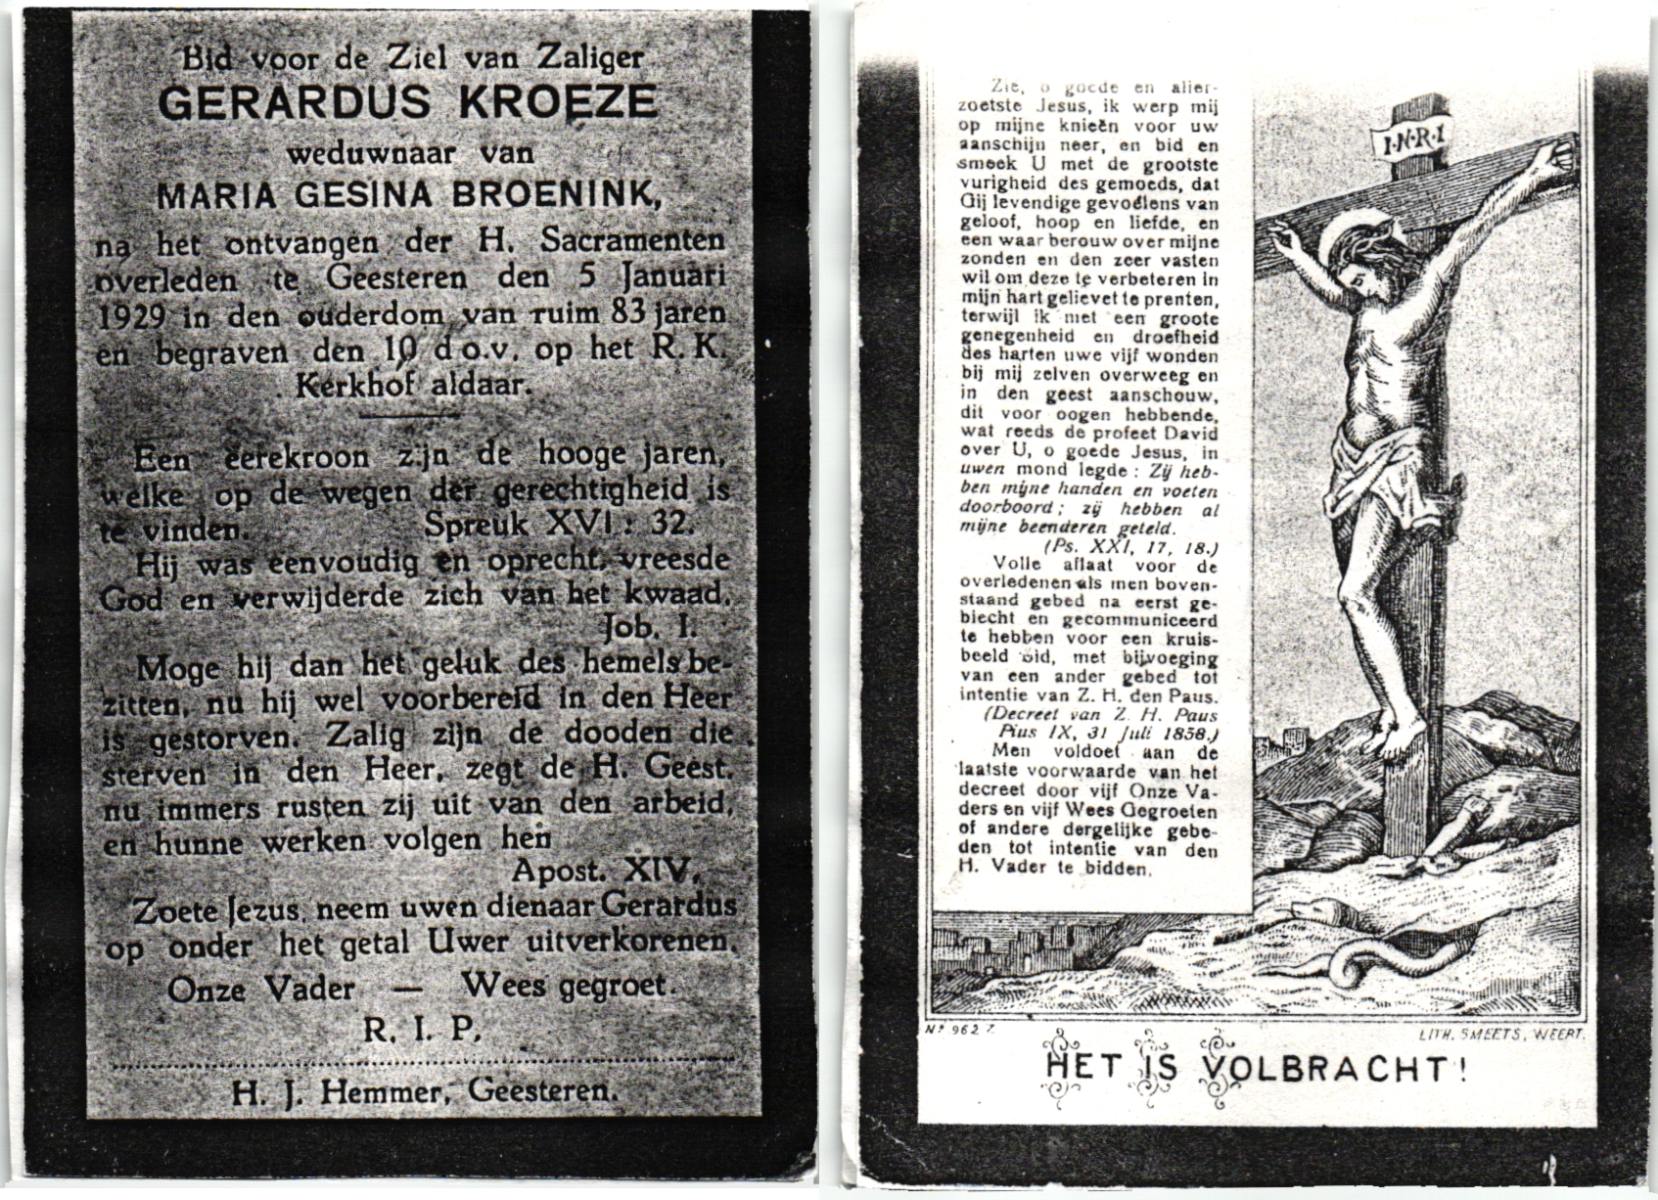 Bid voor de Ziel van Zaliger
GERARDUS KROEZE
weduwnaar van
MARIA GESINA BROENINK,
na het ontvangen der H. Sacramenten
overleden te Geesteren den 5 Januari
1929 in den ouderdom van ruim 83 jaren
en begraven den 10 d o.v. op het R. K.
Kerkhof aldaar.
Een eerekroon zijn de hooge jaren,
welke op de wegen der gerechtigheid is
te vinden. Spreuk XVI : 32.
Hij was eenvoudig en oprecht, vreesde
God en verwijderde zich van het kwaad.
Job. I.
Moge hij dan het geluk des hemels be-
zitten, nu hij wel voorbereid in den Heer
is gestorven. Zalig zijn de dooden die
sterven in den Heer, zegt de H. Geest,
nu immers rusten zij uit van den arbeid,
en hunne werken volgen hen
Apost. XIV.
Zoete Jezus, neem uwen dienaar Gerardus
op onder het getal Uwer uitverkorenen.
Onze Vader — Wees gegroet.
R. I. P.
H. J. Hemmer, Geesteren.
Zie, o goede en aller-
zoetste Jesus, ik werp mij
op mijne knieën voor uw
aanschijn neer, en bid en
smeek U met de grootste
vurigheid des gemoeds, dat
Gij levendige gevoelens van
geloof, hoop en liefde, en
een waar berouw over mijne
zonden en den zeer vasten
wil om deze te verbeteren in
mijn hart gelievet te prenten,
terwijl ik met een groote
genegenheid en droefheid
des harten uwe vijf wonden
bij mij zelven overweeg en
in den geest aanschouw,
dit voor oogen hebbende,
wat reeds de profeet David
over U, o goede Jesus, in
uwen mond legde : Zij heb-
ben mijne handen en voeten
doorboord ; zij hebben al
mijne beenderen geteld.
(Ps. XXI, 17, 18.)
Volle aflaat voor de
overledenen als men boven-
staand gebed na eerst ge-
biecht en gecommuniceerd
te hebben voor een kruis-
beeld bid, met bijvoeging
van een ander gebed tot
intentie van Z. H. den Paus.
(Decreet van Z. H. Paus
Pius IX, 31 Juli 1858.)
Men voldoet aan de
laatste voorwaarde van het
decreet door vijf Onze Va-
ders en vijf Wees Gegroeten
of andere dergelijke gebe-
den tot intentie van den
H. Vader te bidden.
I·N·R·I
Nº 962 7.
LITH. SMEETS, WEERT.
HET IS VOLBRACHT!